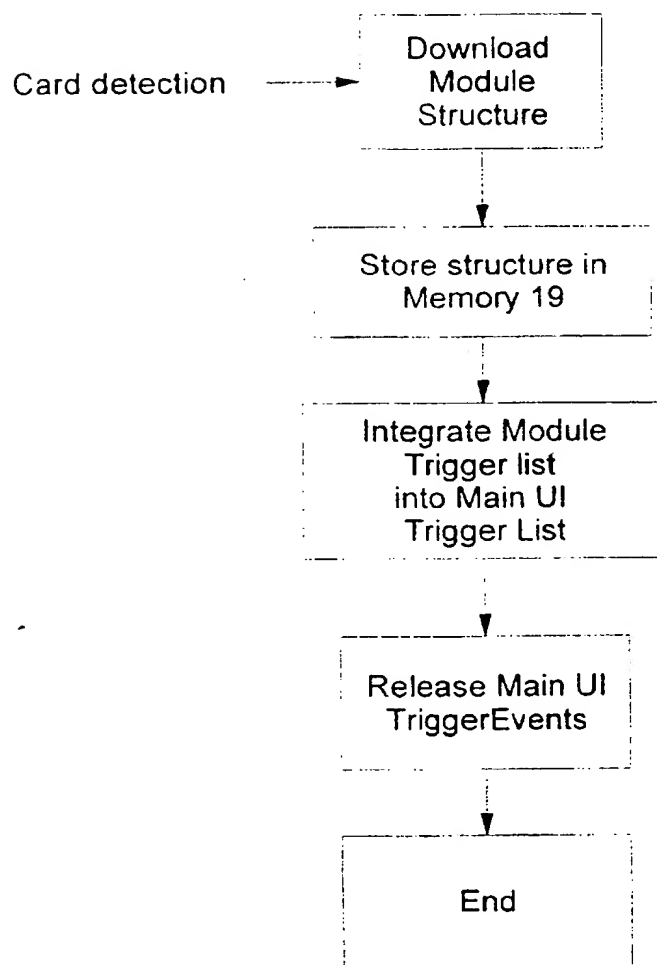 Download
Card detection
Module
Structure
Store structure in
Memory 19
Integrate Module
Trigger list
into Main UI
Trigger List
Release Main UI
TriggerEvents
End